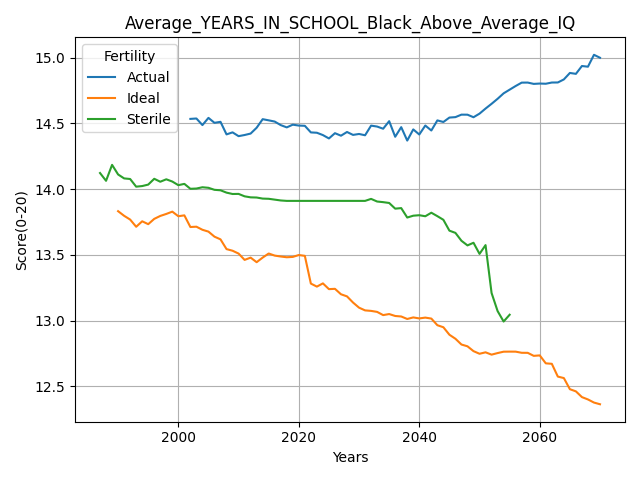 Average_YEARS_IN_SCHOOL_Black_Above_Average_IQ
Fertility
Actual
Ideal
Sterile
Score(0-20)
15.0
14.5
14.0
13.5
13.0
12.5
2000 2020 2040 2060
Years